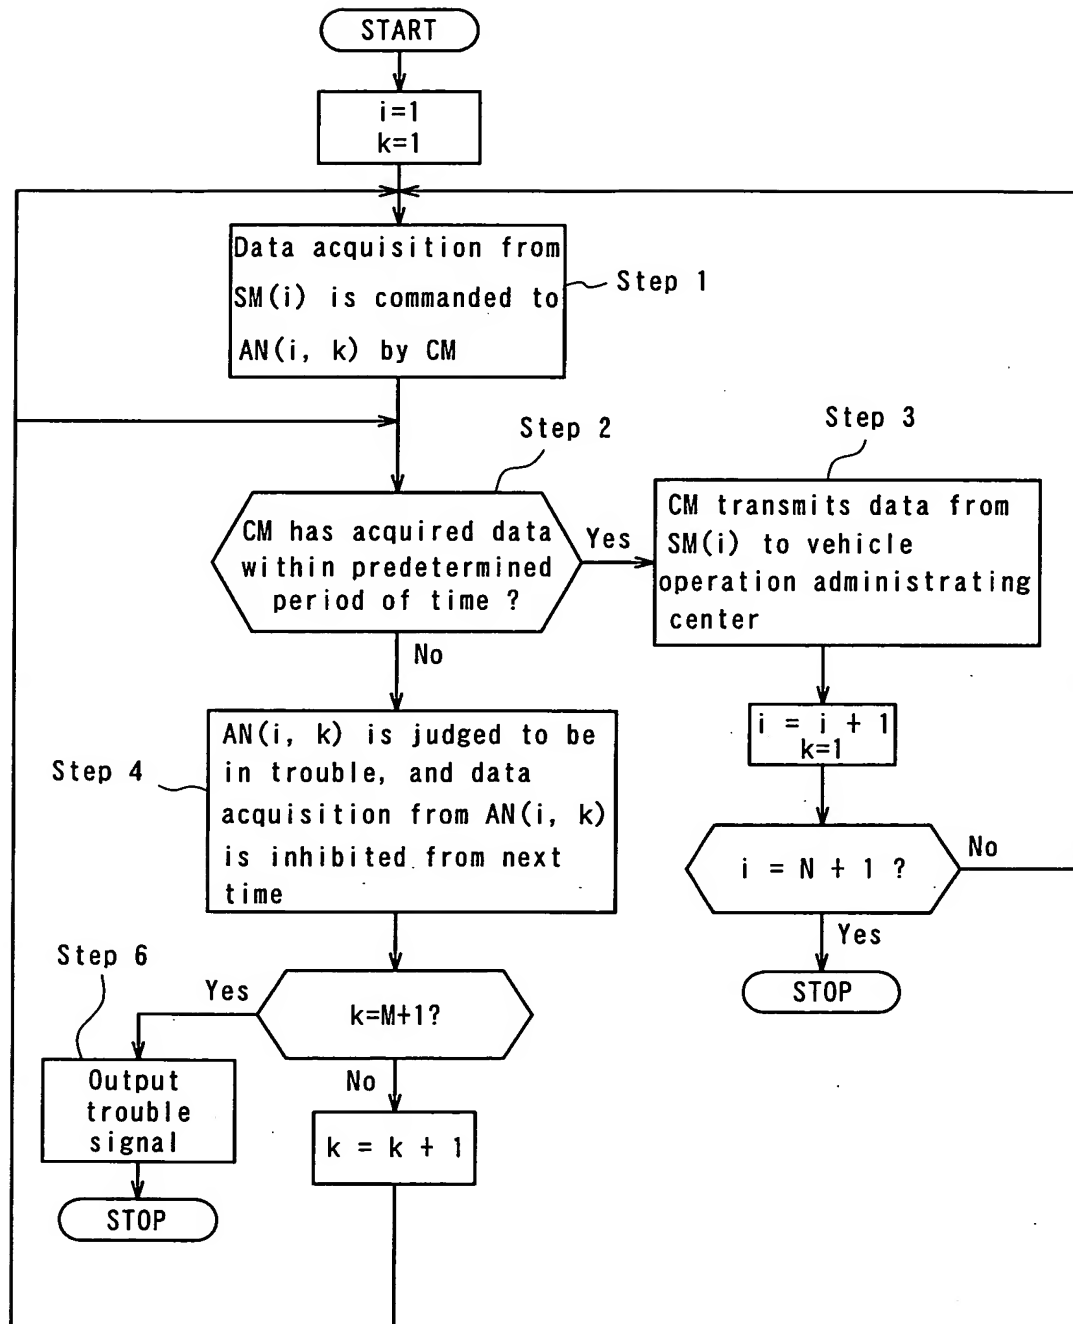 START
i=1
k=1
Data acquisition from
SM(i) is commanded to
AN(i, k) by CM
Step 1
Step 2
CM has acquired data
within predetermined
period of time ?
Yes
No
Step 3
CM transmits data from
SM(i) to vehicle
operation administrating
center
i = i + 1
k=1
i = N + 1 ?
No
Yes
STOP
Step 4
AN(i, k) is judged to be
in trouble, and data
acquisition from AN(i, k)
is inhibited from next
time
k=M+1?
Yes
No
Step 6
Output
trouble
signal
STOP
k = k + 1